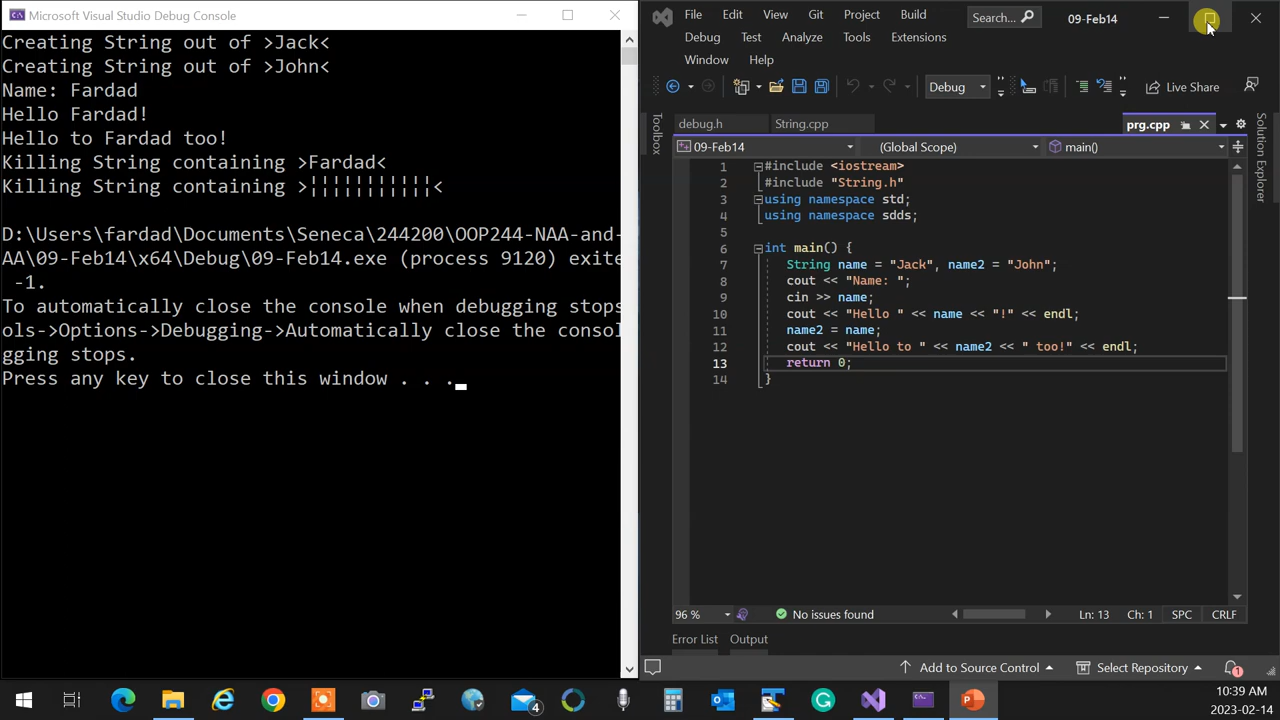 Microsoft Visual Studio Debug Console
Creating String out of >Jack<
Creating String out of >John<
Name: Fardad
Hello Fardad!
Hello to Fardad too!
Killing String containing >Fardad<
Killing String containing >¦¦¦¦¦¦¦¦¦¦¦<
D:\Users\fardad\Documents\Seneca\244200\OOP244-NAA-and-
AA\09-Feb14\x64\Debug\09-Feb14.exe (process 9120) exite
-1.
To automatically close the console when debugging stops
ols->Options->Debugging->Automatically close the consol
gging stops.
Press any key to close this window . . .
File Edit View Git Project Build Search... 09-Feb14
Debug Test Analyze Tools Extensions
Window Help
Debug Live Share
Toolbox
debug.h String.cpp prg.cpp
Solution Explorer
09-Feb14 (Global Scope) main()
1 #include <iostream>
2 #include "String.h"
3 using namespace std;
4 using namespace sdds;
5
6 int main() {
7 String name = "Jack", name2 = "John";
8 cout << "Name: ";
9 cin >> name;
10 cout << "Hello " << name << "!" << endl;
11 name2 = name;
12 cout << "Hello to " << name2 << " too!" << endl;
13 return 0;
14 }
96 % No issues found Ln: 13 Ch: 1 SPC CRLF
Error List Output
Add to Source Control Select Repository 1
4
10:39 AM
2023-02-14